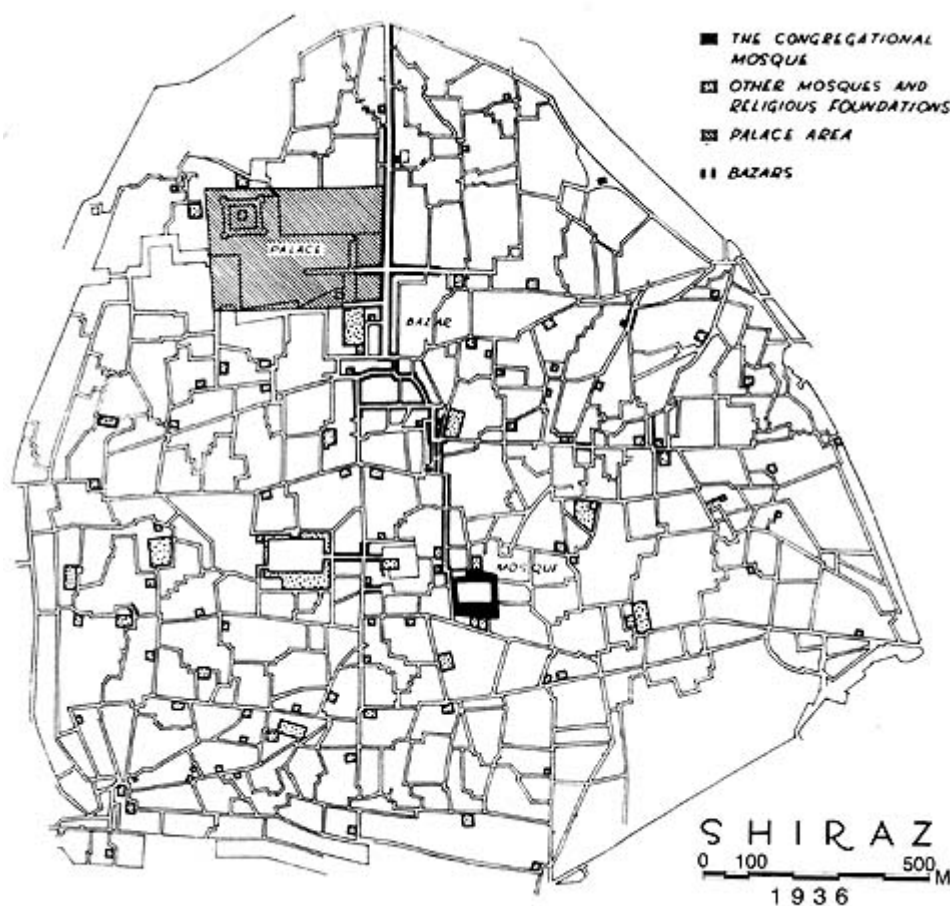 THE CONGREGATIONAL
MOSQUE
OTHER MOSQUES AND
RELIGIOUS FOUNDATIONS
PALACE AREA
BAZARS
PALACE
BAZAR
MOSQUE
SHIRAZ
0 100 500 M
1936